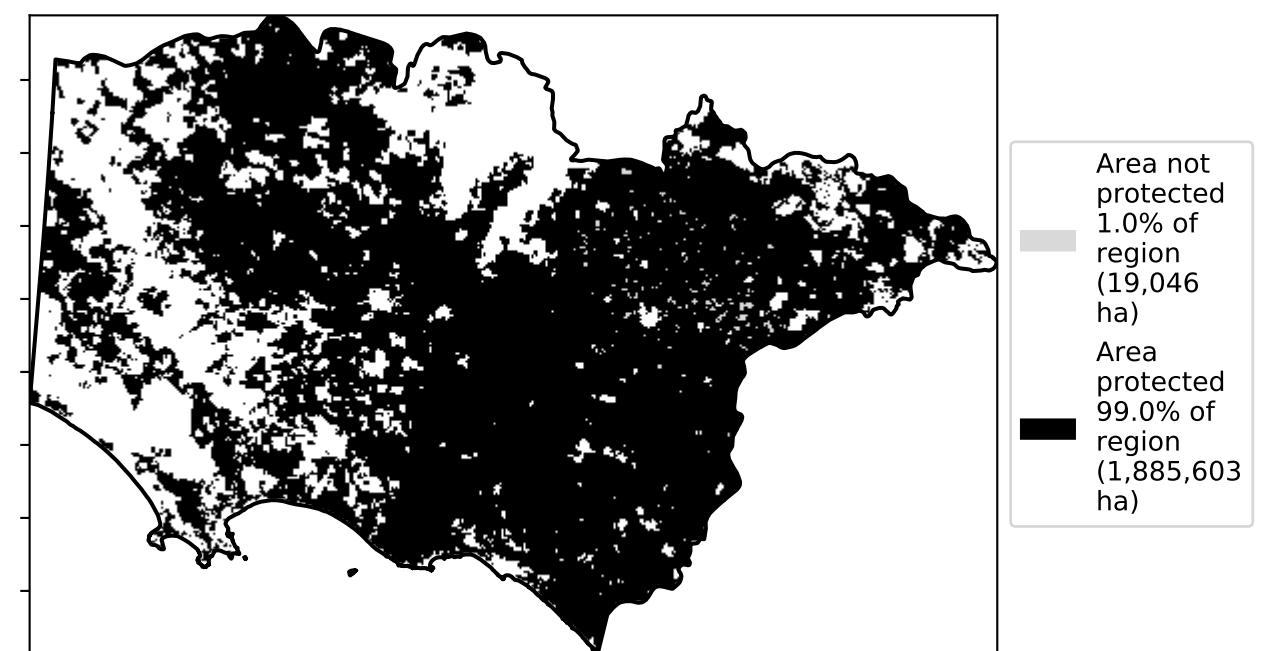 Area not
protected
1.0% of
region
(19,046
ha)
Area
protected
99.0% of
region
(1,885,603
ha)